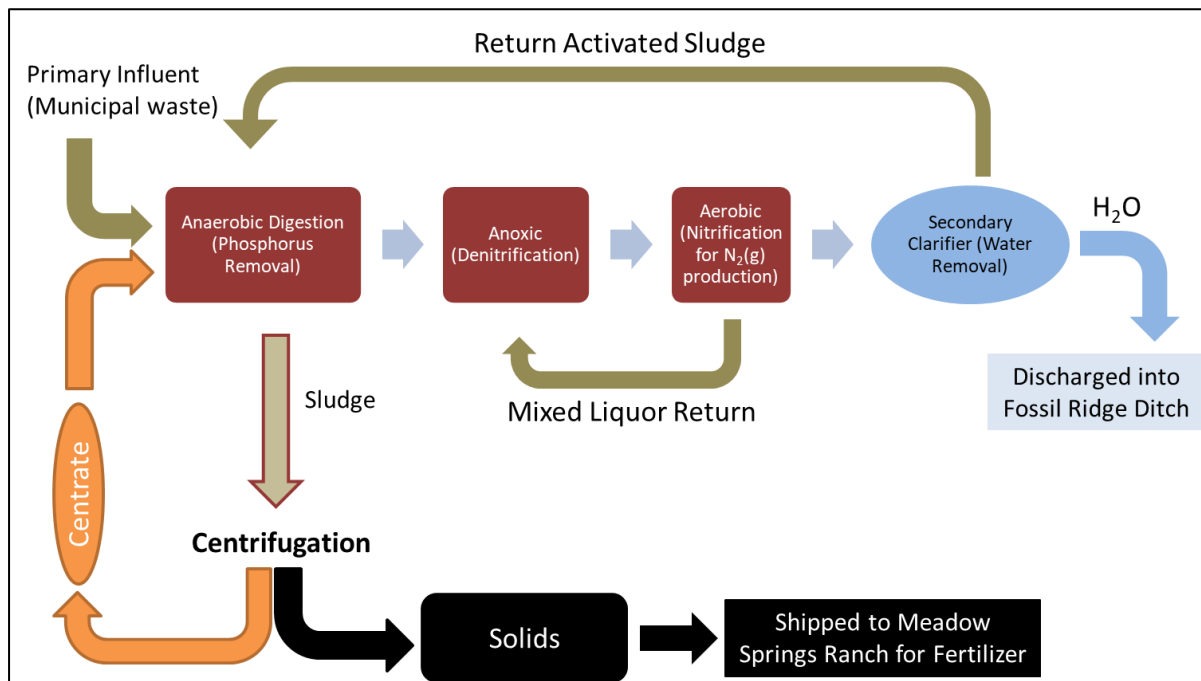 Return Activated Sludge
Primary Influent
(Municipal waste)
Anaerobic Digestion
(Phosphorus
Removal)
Anoxic
(Denitrification)
Aerobic
(Nitrification
for N₂(g)
production)
Secondary
Clarifier (Water
Removal)
H₂O
Discharged into
Fossil Ridge Ditch
Mixed Liquor Return
Sludge
Centrate
Centrifugation
Solids
Shipped to Meadow
Springs Ranch for Fertilizer